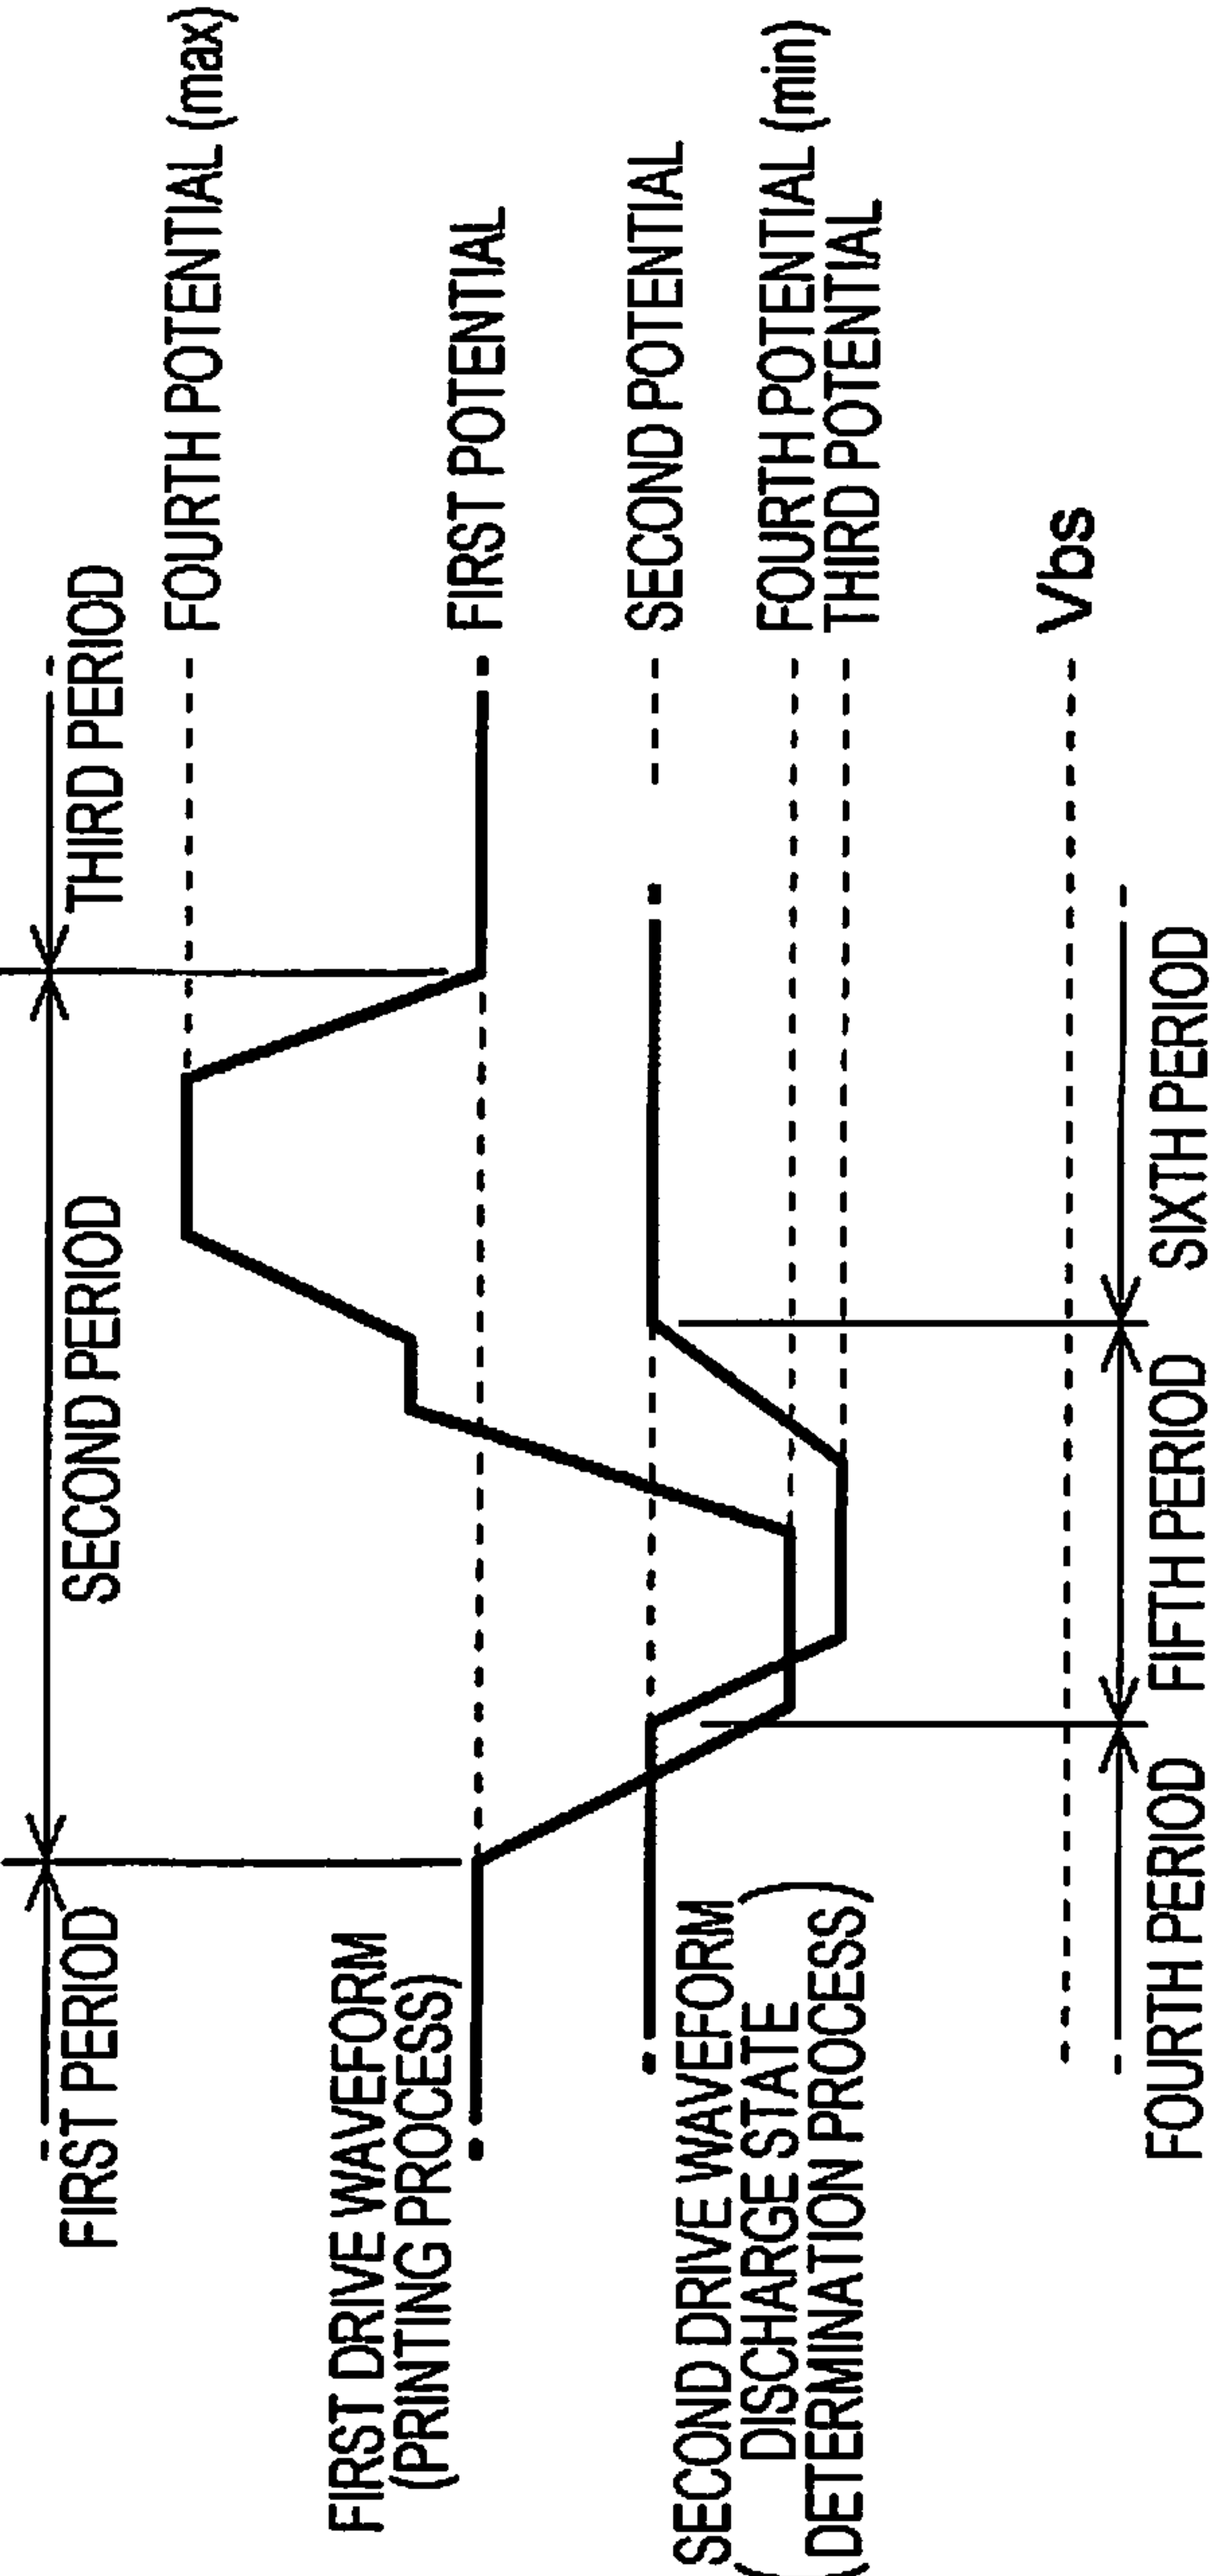 FIRST PERIOD
SECOND PERIOD
THIRD PERIOD
FOURTH POTENTIAL (max)
FIRST DRIVE WAVEFORM
(PRINTING PROCESS)
FIRST POTENTIAL
SECOND POTENTIAL
SECOND DRIVE WAVEFORM
(DISCHARGE STATE
DETERMINATION PROCESS)
FOURTH POTENTIAL (min)
THIRD POTENTIAL
Vbs
FOURTH PERIOD
FIFTH PERIOD
SIXTH PERIOD